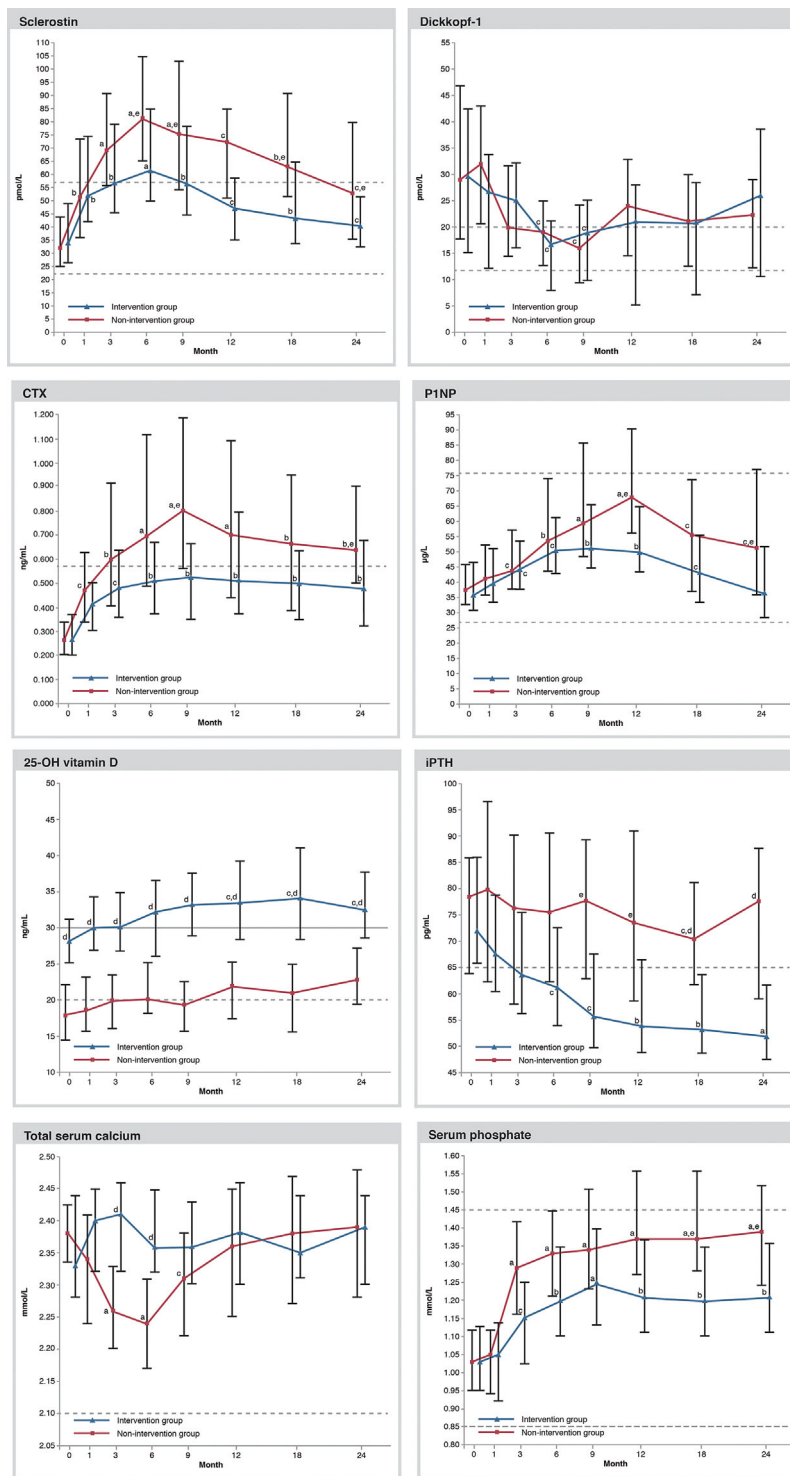 Sclerostin
110
105
100
95
90
85
80
75
70
65
60
55
50
45
40
35
30
25
20
15
10
5
0
pmol/L
b
a
a,e
a,e
c
b,e
c,e
b
b
a
b
c
b
c
Intervention group
Non-intervention group
0 1 3 6 9 12 18 24
Month
Dickkopf-1
55
50
45
40
35
30
25
20
15
10
5
0
pmol/L
c
c
c
c
Intervention group
Non-intervention group
0 1 3 6 9 12 18 24
Month
CTX
1.200
1.100
1.000
0.900
0.800
0.700
0.600
0.500
0.400
0.300
0.200
0.100
0.000
ng/mL
c
b
a
a,e
a
b
b,e
c
b
b
b
b
c
Intervention group
Non-intervention group
0 1 3 6 9 12 18 24
Month
P1NP
95
90
85
80
75
70
65
60
55
50
45
40
35
30
25
20
15
10
5
0
µg/L
c
b
a
a,e
c
c,e
c
b
b
b
c
Intervention group
Non-intervention group
0 1 3 6 9 12 18 24
Month
25-OH vitamin D
50
45
40
35
30
25
20
15
10
ng/mL
d
d
d
d
d
c,d
c,d
c,d
Intervention group
Non-intervention group
0 1 3 6 9 12 18 24
Month
iPTH
100
95
90
85
80
75
70
65
60
55
50
45
pg/mL
e
e
c,d
d
c
c
b
b
a
Intervention group
Non-intervention group
0 1 3 6 9 12 18 24
Month
Total serum calcium
2.50
2.45
2.40
2.35
2.30
2.25
2.20
2.15
2.10
2.05
mmol/L
d
d
a
a
c
Intervention group
Non-intervention group
0 1 3 6 9 12 18 24
Month
Serum phosphate
1.60
1.55
1.50
1.45
1.40
1.35
1.30
1.25
1.20
1.15
1.10
1.05
1.00
0.95
0.90
0.85
0.80
mmol/L
a
a
a
a
a,e
a,e
c
b
a
b
b
b
Intervention group
Non-intervention group
0 1 3 6 9 12 18 24
Month